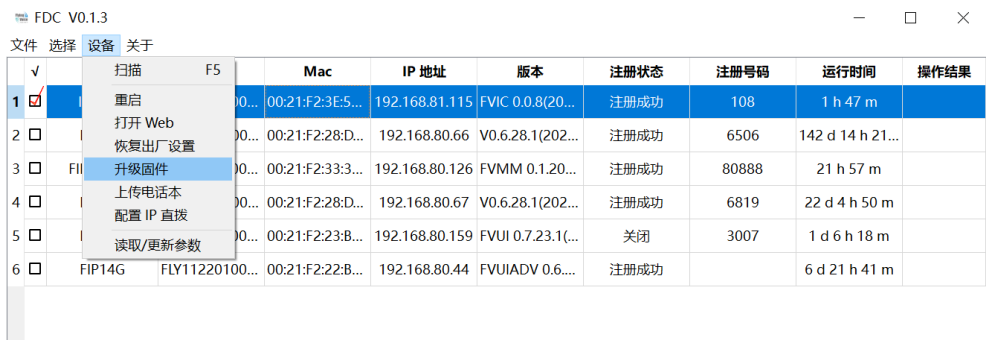 FDC V0.1.3
文件 选择 设备 关于
√ Mac IP 地址 版本 注册状态 注册号码 运行时间 操作结果
扫描 F5
重启
打开 Web
恢复出厂设置
升级固件
上传电话本
配置 IP 直拨
读取/更新参数
1 00... 00:21:F2:3E:5... 192.168.81.115 FVIC 0.0.8(20... 注册成功 108 1 h 47 m
2 00... 00:21:F2:28:D... 192.168.80.66 V0.6.28.1(202... 注册成功 6506 142 d 14 h 21...
3 FI 00... 00:21:F2:33:3... 192.168.80.126 FVMM 0.1.20... 注册成功 80888 21 h 57 m
4 00... 00:21:F2:28:D... 192.168.80.67 V0.6.28.1(202... 注册成功 6819 22 d 4 h 50 m
5 00... 00:21:F2:23:B... 192.168.80.159 FVUI 0.7.23.1(... 关闭 3007 1 d 6 h 18 m
6 FIP14G FLY11220100... 00:21:F2:22:B... 192.168.80.44 FVUIADV 0.6.... 注册成功 6 d 21 h 41 m